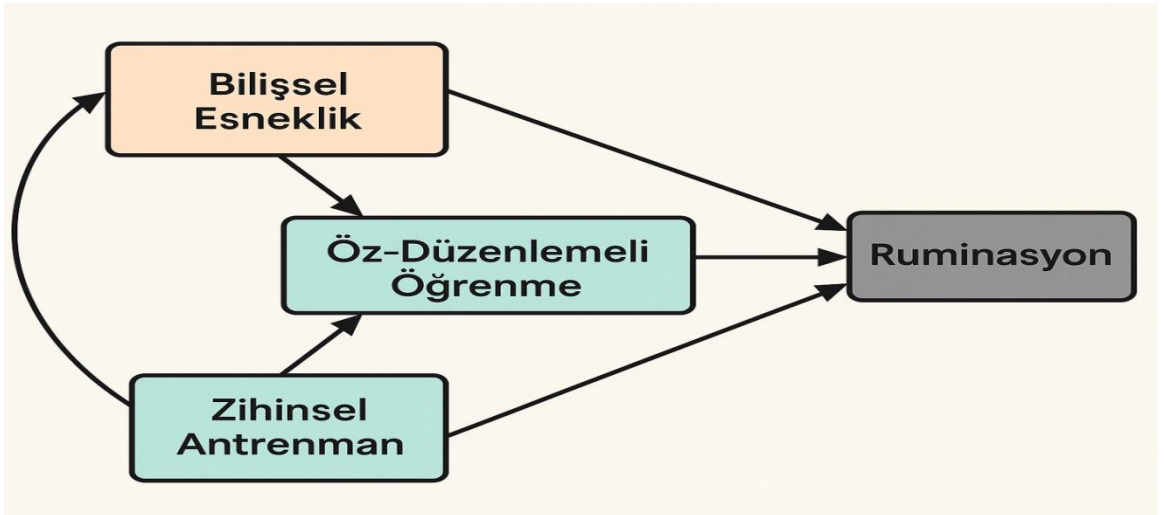 Bilişsel
Esneklik
Öz-Düzenlemeli
Öğrenme
Ruminasyon
Zihinsel
Antrenman